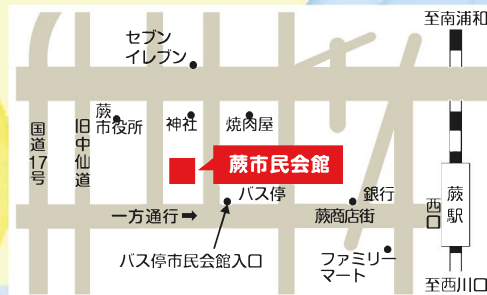 至南浦和
セブン
イレブン
蕨
市役所
神社
焼肉屋
国道17号
旧中仙道
蕨市民会館
バス停
銀行
一方通行➡
蕨商店街
西口
蕨駅
バス停市民会館入口
ファミリー
マート
至西川口